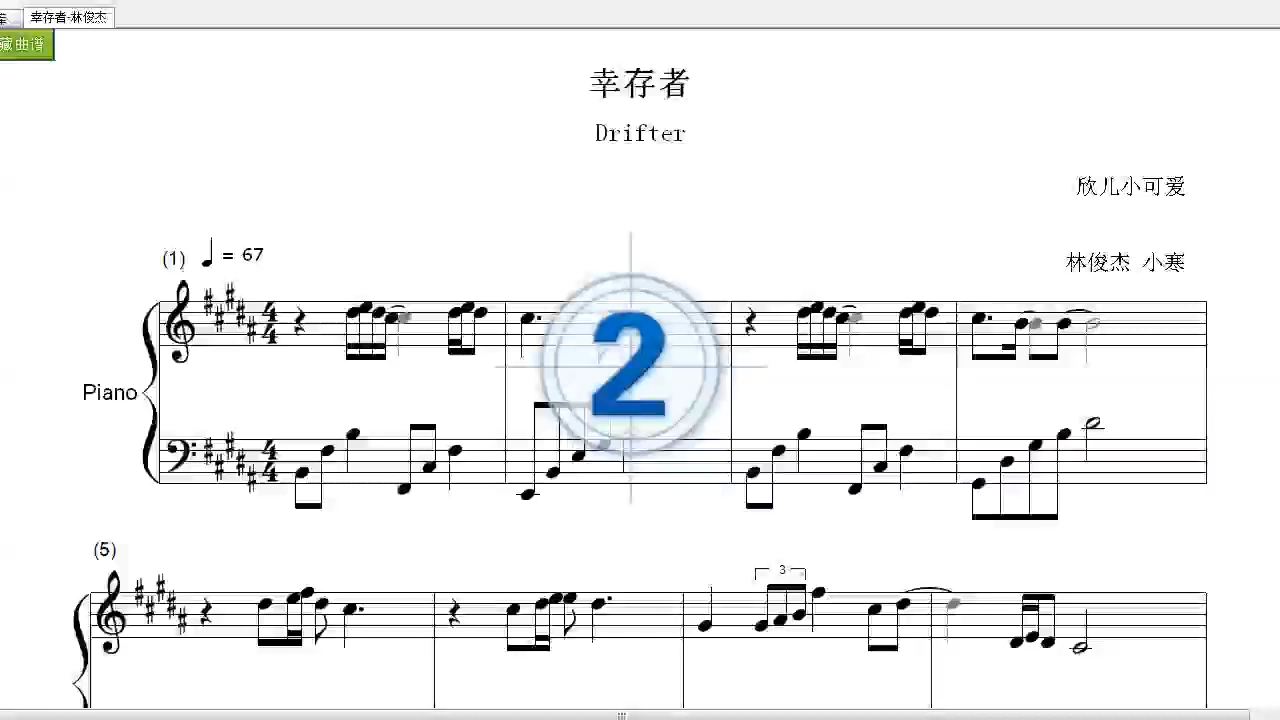 幸存者-林俊杰
藏曲谱
幸存者
Drifter
欣儿小可爱
林俊杰 小寒
(1) = 67
4
4
4
4
2
Piano
(5)
3